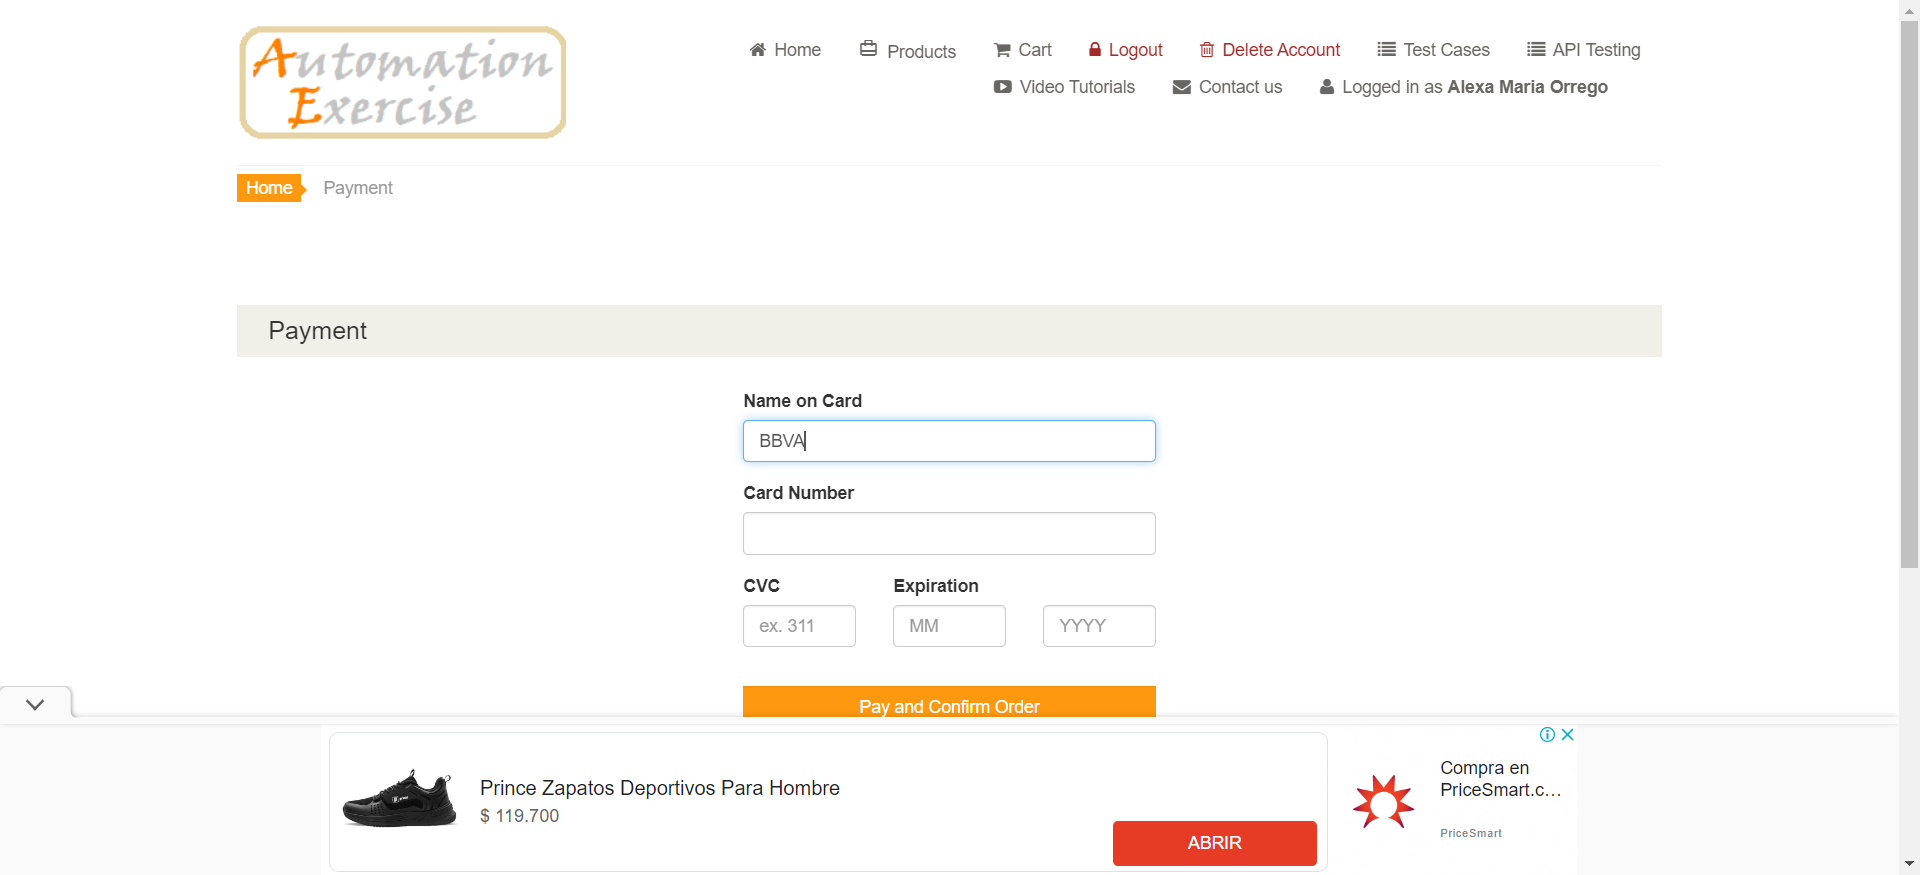 Automation
Exercise
Home Products Cart Logout Delete Account Test Cases API Testing
Video Tutorials Contact us Logged in as Alexa Maria Orrego
Home Payment
Payment
Name on Card
BBVA
Card Number
CVC Expiration
ex. 311 MM YYYY
Pay and Confirm Order
Prince Zapatos Deportivos Para Hombre
$ 119.700
ABRIR
Compra en
PriceSmart.c...
PriceSmart